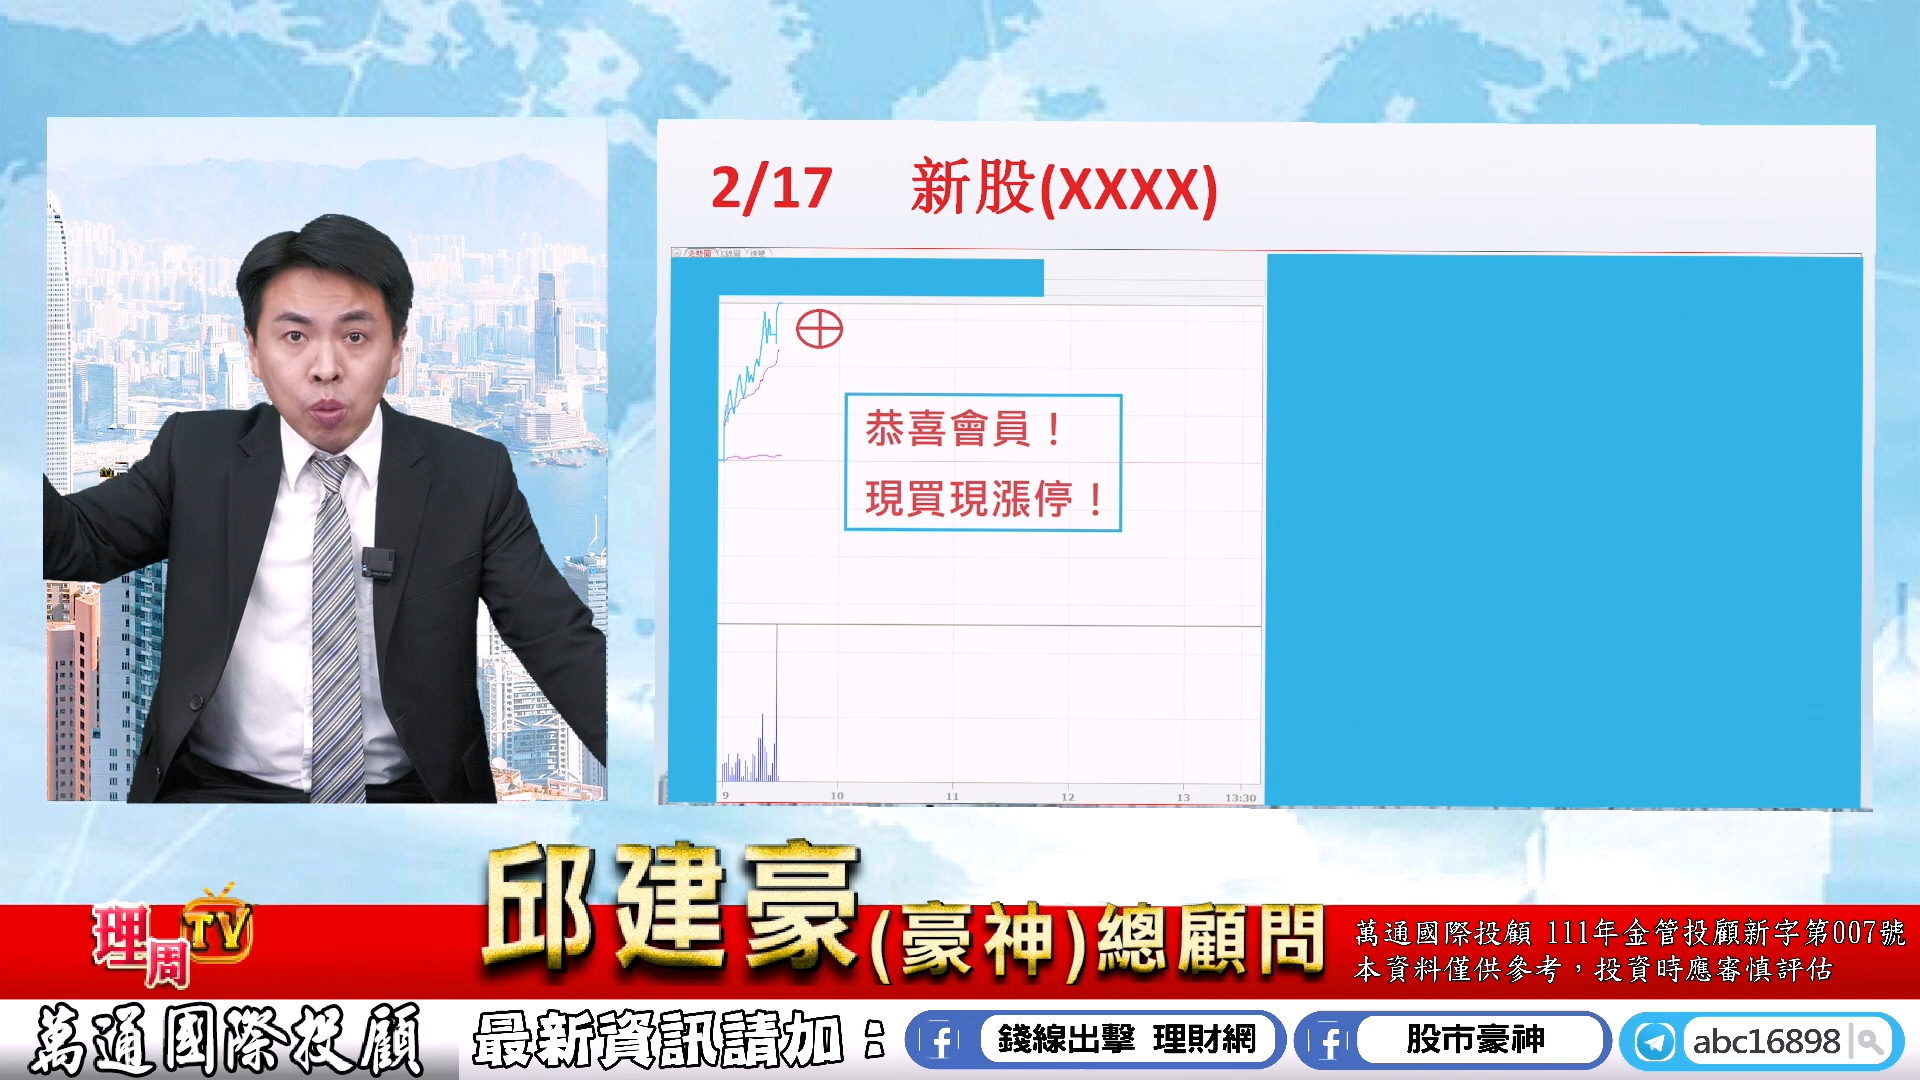 2/17 新股(XXXX)
走勢圖
恭喜會員！
現買現漲停！
9 10 11 12 13 13:30
理周TV
邱建豪(豪神)總顧問
萬通國際投顧 111年金管投顧新字第007號
本資料僅供參考，投資時應審慎評估
萬通國際投顧
最新資訊請加：
錢線出擊 理財網
股市豪神
abc16898